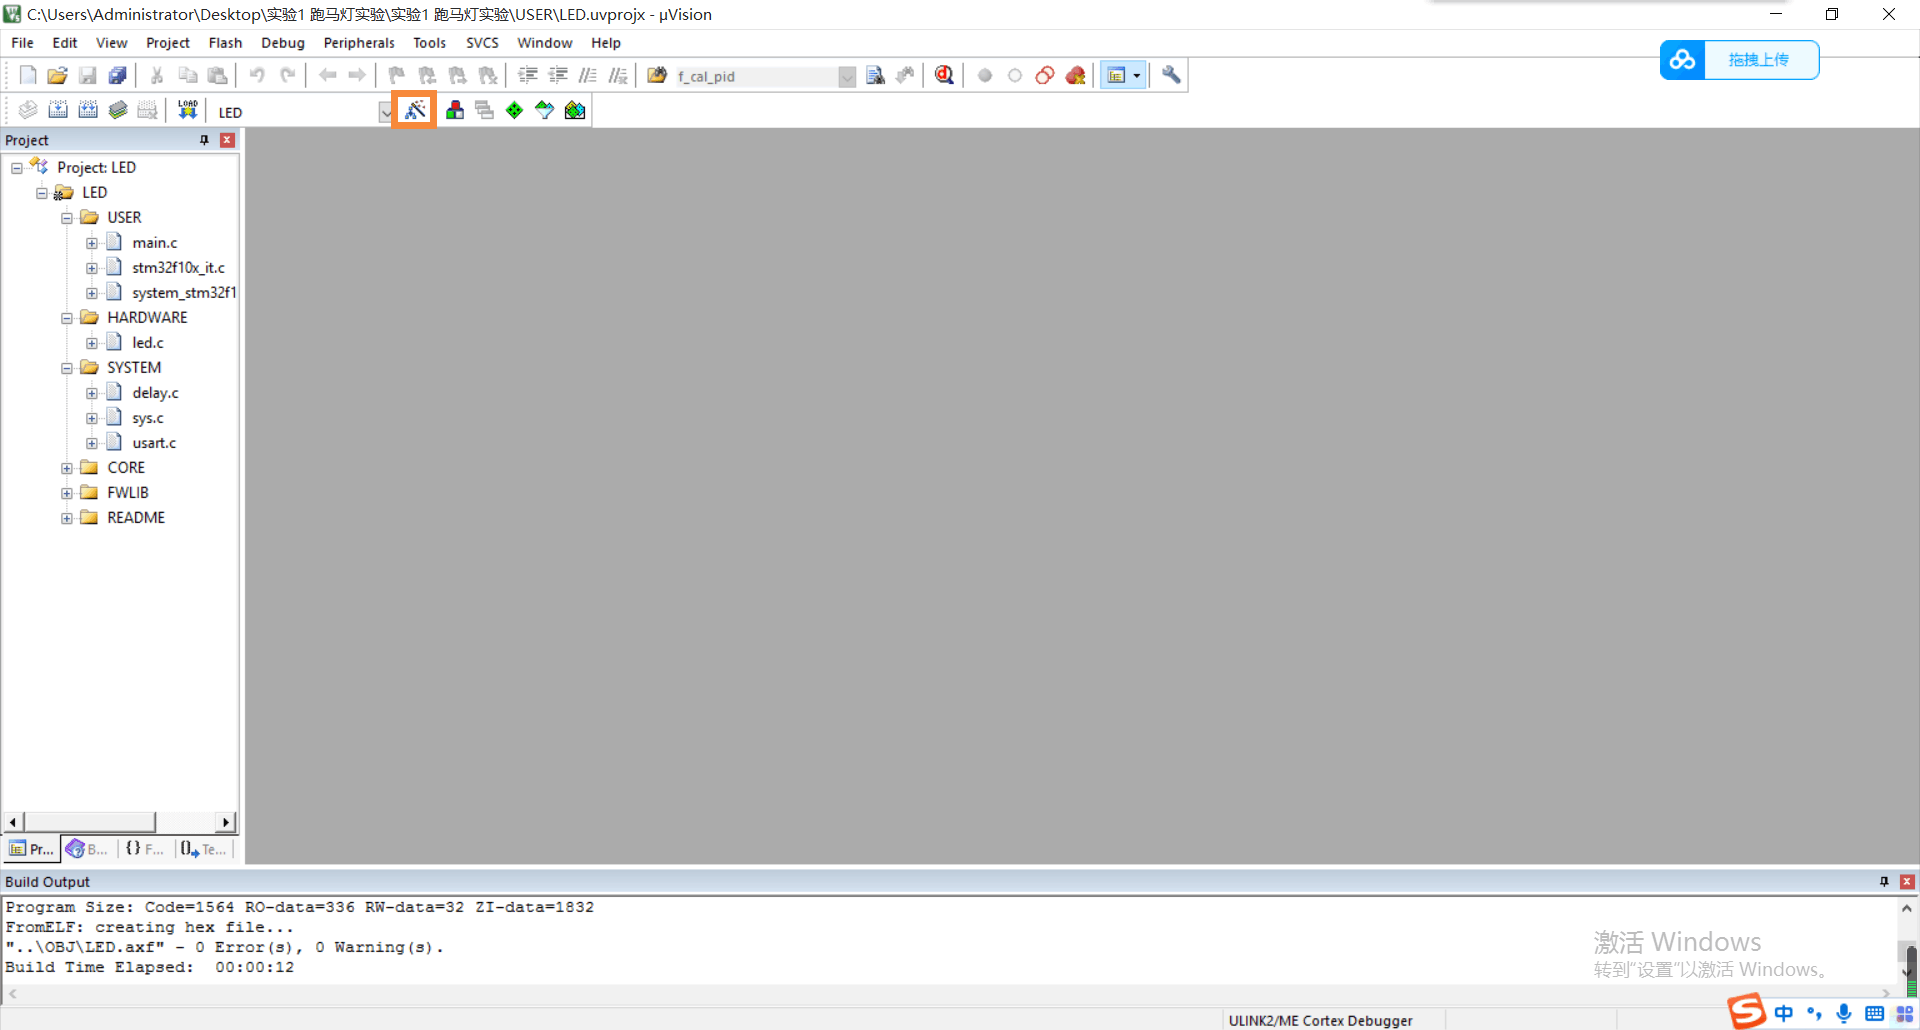 C:\Users\Administrator\Desktop\实验1 跑马灯实验\实验1 跑马灯实验\USER\LED.uvprojx - µVision
File Edit View Project Flash Debug Peripherals Tools SVCS Window Help
拖拽上传
f_cal_pid
LOAD
LED
Project
Project: LED
LED
USER
main.c
stm32f10x_it.c
system_stm32f1
HARDWARE
led.c
SYSTEM
delay.c
sys.c
usart.c
CORE
FWLIB
README
Pr... B... {} F... 0 Te...
Build Output
Program Size: Code=1564 RO-data=336 RW-data=32 ZI-data=1832
FromELF: creating hex file...
"..\OBJ\LED.axf" - 0 Error(s), 0 Warning(s).
Build Time Elapsed:  00:00:12
激活 Windows
转到“设置”以激活 Windows。
ULINK2/ME Cortex Debugger
S 中